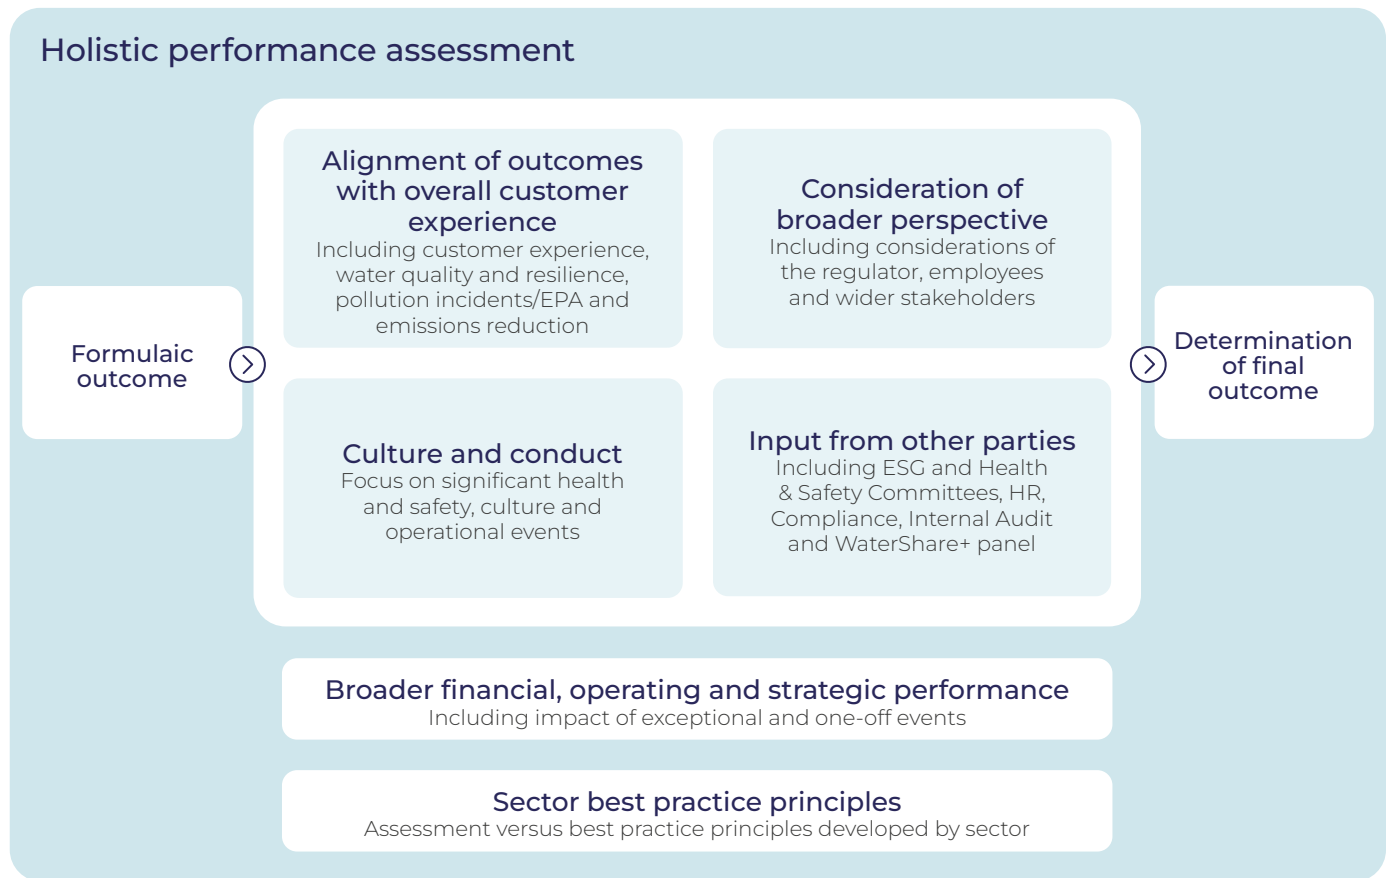 Holistic performance assessment
Formulaic
outcome
Alignment of outcomes
with overall customer
experience
Including customer experience,
water quality and resilience,
pollution incidents/EPA and
emissions reduction
Consideration of
broader perspective
Including considerations of
the regulator, employees
and wider stakeholders
Culture and conduct
Focus on significant health
and safety, culture and
operational events
Input from other parties
Including ESG and Health
& Safety Committees, HR,
Compliance, Internal Audit
and WaterShare+ panel
Determination
of final
outcome
Broader financial, operating and strategic performance
Including impact of exceptional and one-off events
Sector best practice principles
Assessment versus best practice principles developed by sector